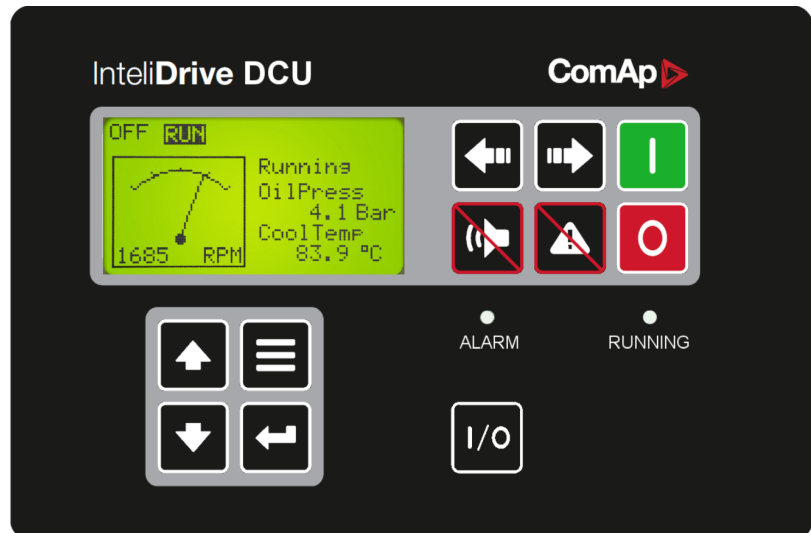 InteliDrive DCU
ComAp
OFF RUN
Running
OilPress
4.1 Bar
CoolTemp
83.9 °C
1685 RPM
I
O
ALARM
RUNNING
I/O